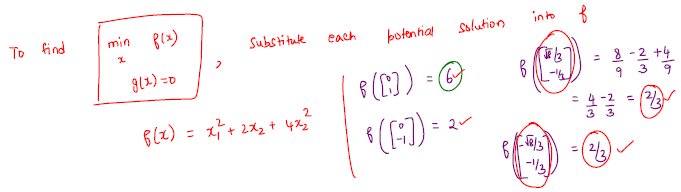 To find min f(x) , substitute each potential solution into f
x
g(x)=0
f(x) = x₁² + 2x₂ + 4x₂²
f([0 1]) = 6 ✓
f([0 -1]) = 2 ✓
f([√8/3 -1/3]) = 8/9 - 2/3 + 4/9
= 4/3 - 2/3 = 2/3 ✓
f([-√8/3 -1/3]) = 2/3 ✓